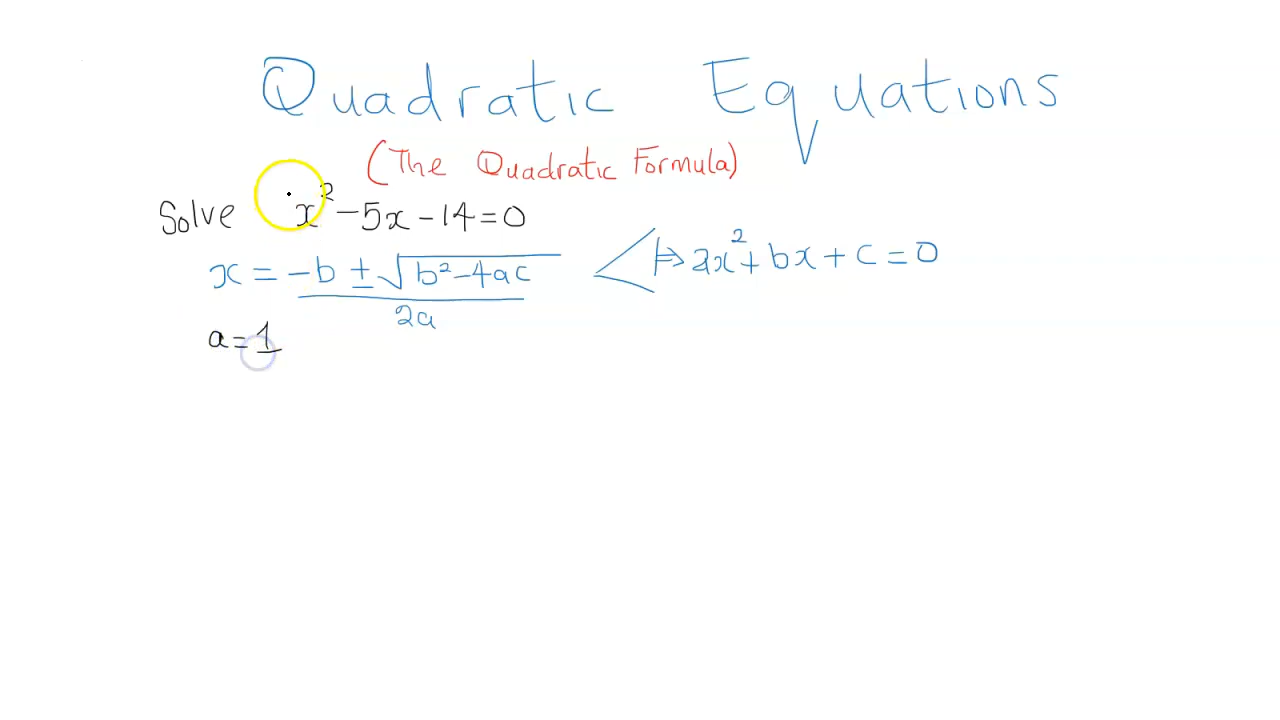 Quadratic Equations
(The Quadratic Formula)
Solve x² -5x -14=0
x = -b ± √b²-4ac ⇒ ax²+bx+c=0
2a
a=1